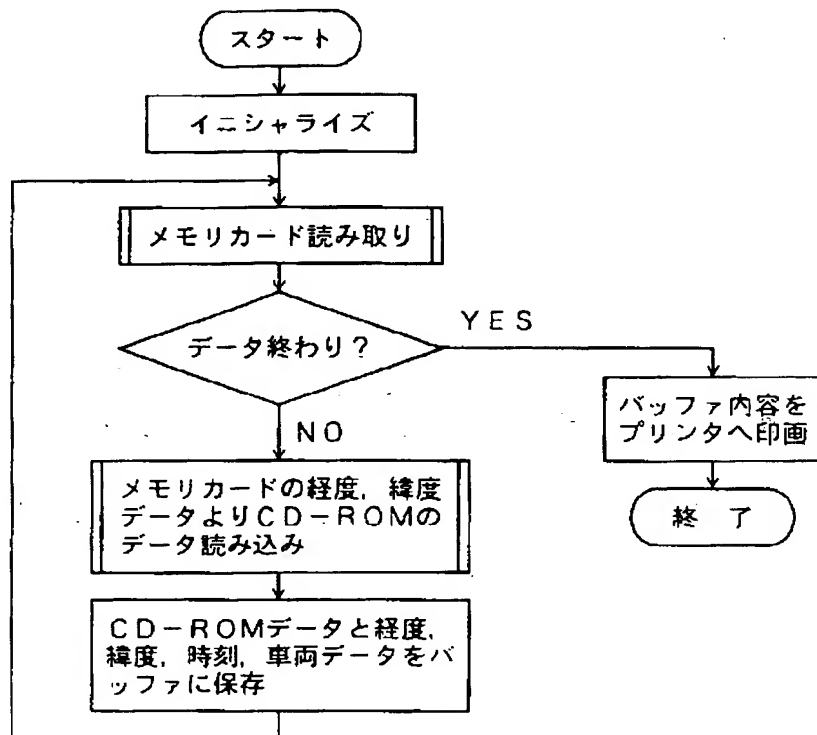 スタート
イニシャライズ
メモリカード読み取り
データ終わり?
YES
バッファ内容を
プリンタへ印画
終 了
NO
メモリカードの経度,緯度
データよりCD-ROMの
データ読み込み
CD-ROMデータと経度,
緯度,時刻,車両データをバ
ッファに保存